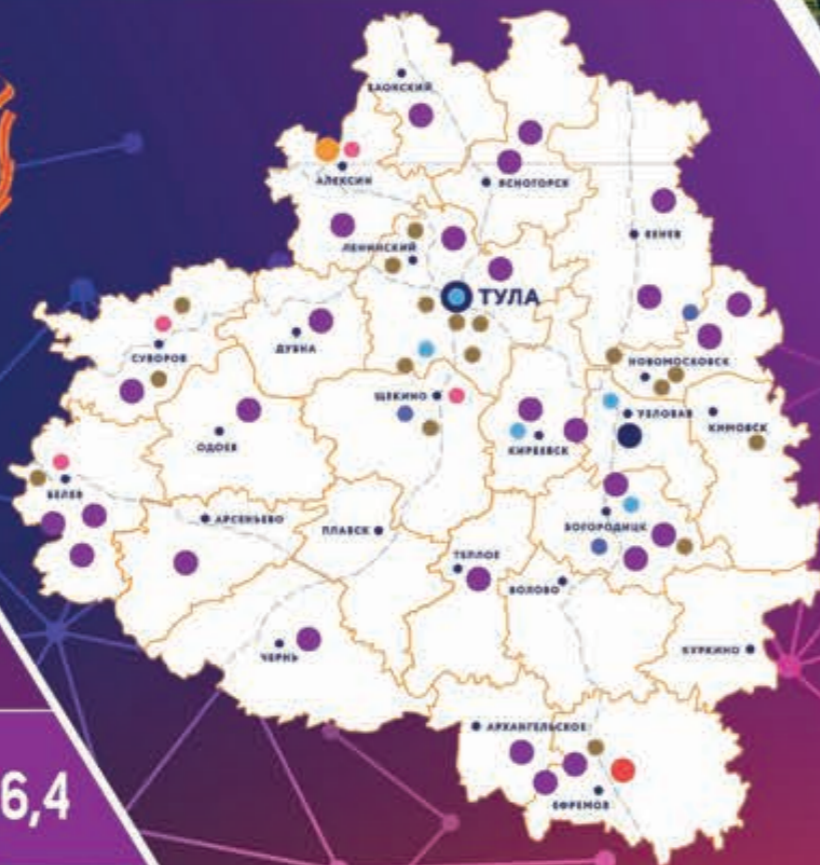 ЗАОКСКИЙ
АЛЕКСИН
ЯСНОГОРСК
ВЕНЕВ
ЛЕНИНСКИЙ
ТУЛА
СУВОРОВ
ДУБНА
НОВОМОСКОВСК
ЩЕКИНО
УЗЛОВАЯ
КИМОВСК
ОДОЕВ
КИРЕЕВСК
БЕЛЕВ
АРСЕНЬЕВО
ПЛАВСК
БОГОРОДИЦК
ТЕПЛОЕ
ВОЛОВО
ЧЕРНЬ
КУРКИНО
АРХАНГЕЛЬСКОЕ
ЕФРЕМОВ
6,4